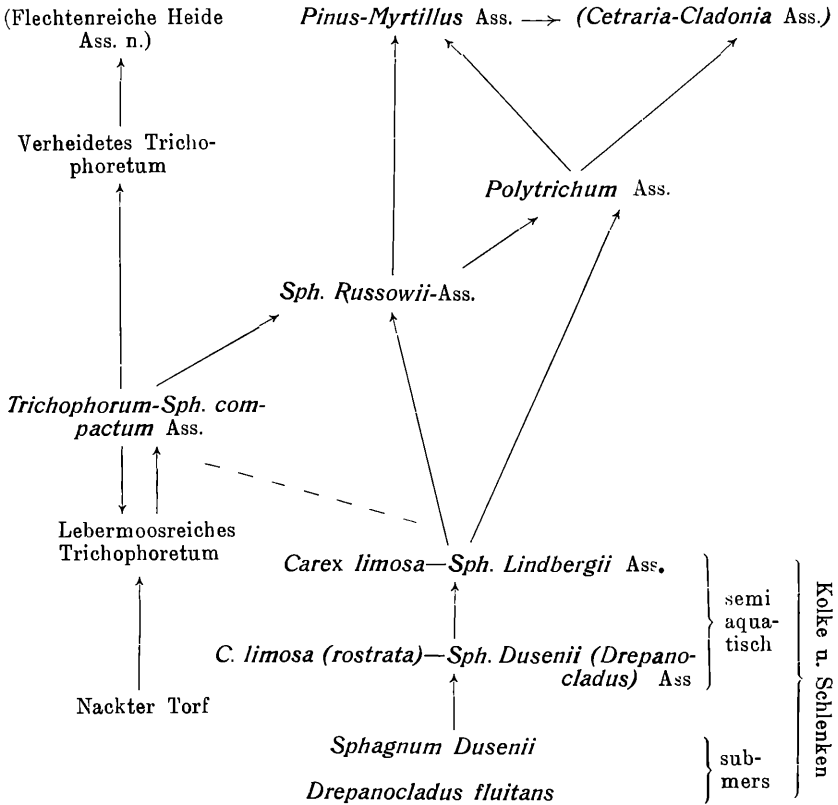 (Flechtenreiche Heide
Ass. n.)
Pinus-Myrtillus Ass. → (Cetraria-Cladonia Ass.)
Verheidetes Tricho-
phoretum
Polytrichum Ass.
Sph. Russowii-Ass.
Trichophorum-Sph. com-
pactum Ass.
Lebermoosreiches
Trichophoretum
Carex limosa—Sph. Lindbergii Ass.
semi
aqua-
tisch
C. limosa (rostrata)—Sph. Dusenii (Drepano-
cladus) Ass
Nackter Torf
Sphagnum Dusenii
Drepanocladus fluitans
sub-
mers
Kolke u. Schlenken